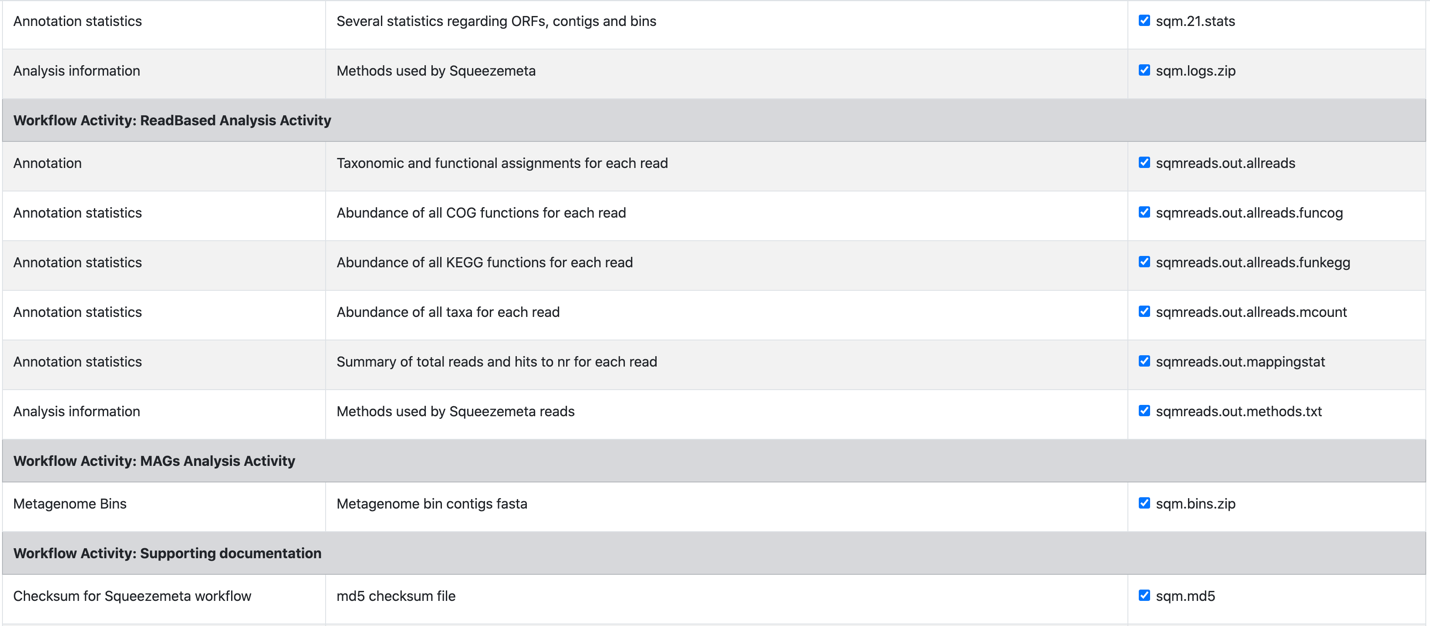 Annotation statistics Several statistics regarding ORFs, contigs and bins sqm.21.stats
Analysis information Methods used by Squeezemeta sqm.logs.zip
Workflow Activity: ReadBased Analysis Activity
Annotation Taxonomic and functional assignments for each read sqmreads.out.allreads
Annotation statistics Abundance of all COG functions for each read sqmreads.out.allreads.funcog
Annotation statistics Abundance of all KEGG functions for each read sqmreads.out.allreads.funkegg
Annotation statistics Abundance of all taxa for each read sqmreads.out.allreads.mcount
Annotation statistics Summary of total reads and hits to nr for each read sqmreads.out.mappingstat
Analysis information Methods used by Squeezemeta reads sqmreads.out.methods.txt
Workflow Activity: MAGs Analysis Activity
Metagenome Bins Metagenome bin contigs fasta sqm.bins.zip
Workflow Activity: Supporting documentation
Checksum for Squeezemeta workflow md5 checksum file sqm.md5